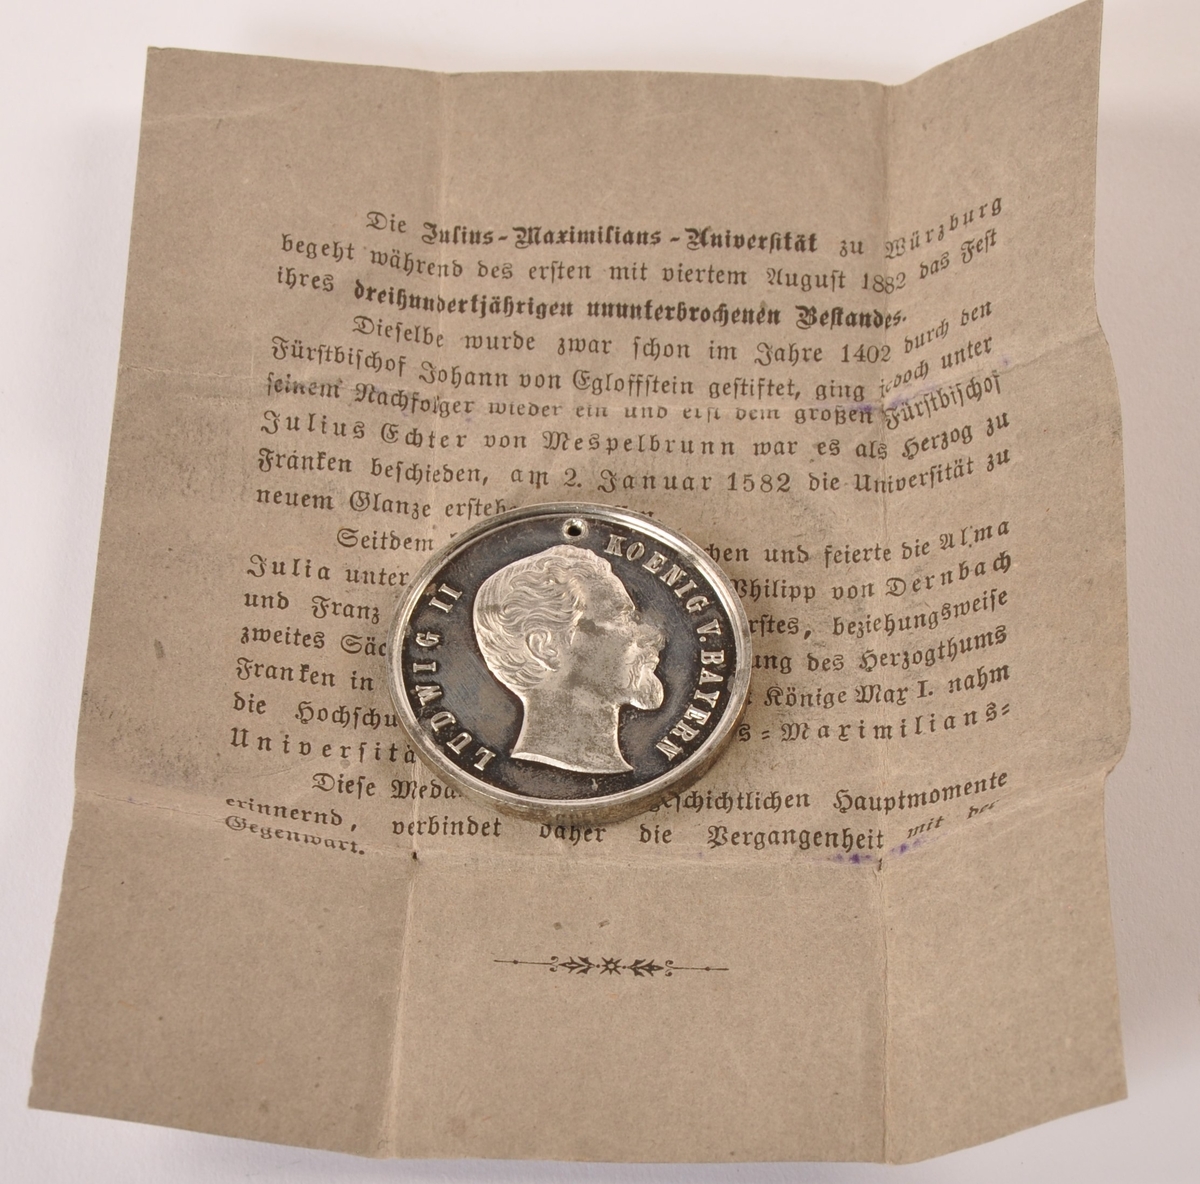 Die Julius-Maximilians-Universität zu Würzburg
begeht während des ersten mit viertem August 1882 das Fest
ihres dreihundertjährigen ununterbrochenen Bestandes.
Dieselbe wurde zwar schon im Jahre 1402 durch den
Fürstbischof Johann von Egloffstein gestiftet, ging jedoch unter
seinem Nachfolger wieder ein und erst dem großen Fürstbischof
Julius Echter von Mespelbrunn war es als Herzog zu
Franken beschieden, am 2. Januar 1582 die Universität zu
neuem Glanze
Seitdem und feierte die Alma
Julia unter Philipp von Dernbach
und Franz beziehungsweise
zweites des Herzogthums
Franken in Könige Max I. nahm
die =Maximilians=
Diese geschichtlichen Hauptmomente
erinnernd, verbindet daher die Vergangenheit mit der
Gegenwart.
LUDWIG II KOENIG V. BAYERN